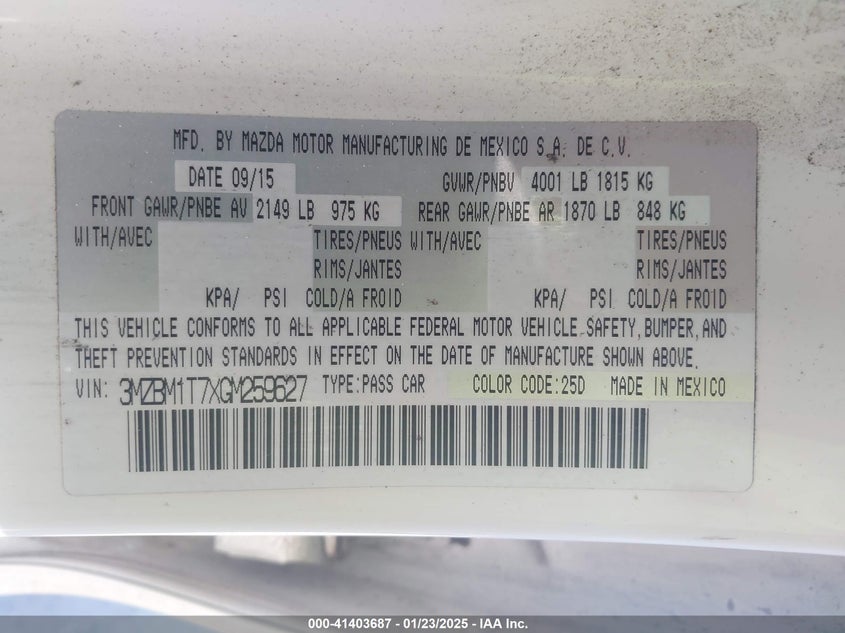 MFD. BY MAZDA MOTOR MANUFACTURING DE MEXICO S.A. DE C.V.
DATE 09/15 GVWR/PNBV 4001 LB 1815 KG
FRONT GAWR/PNBE AV 2149 LB 975 KG REAR GAWR/PNBE AR 1870 LB 848 KG
WITH/AVEC TIRES/PNEUS WITH/AVEC TIRES/PNEUS
RIMS/JANTES RIMS/JANTES
KPA/ PSI COLD/A FROID KPA/ PSI COLD/A FROID
THIS VEHICLE CONFORMS TO ALL APPLICABLE FEDERAL MOTOR VEHICLE SAFETY, BUMPER, AND
THEFT PREVENTION STANDARDS IN EFFECT ON THE DATE OF MANUFACTURE SHOWN ABOVE.
VIN: 3MZBM1T7XGM259627 TYPE:PASS CAR COLOR CODE:25D MADE IN MEXICO
000-41403687 - 01/23/2025 - IAA Inc.